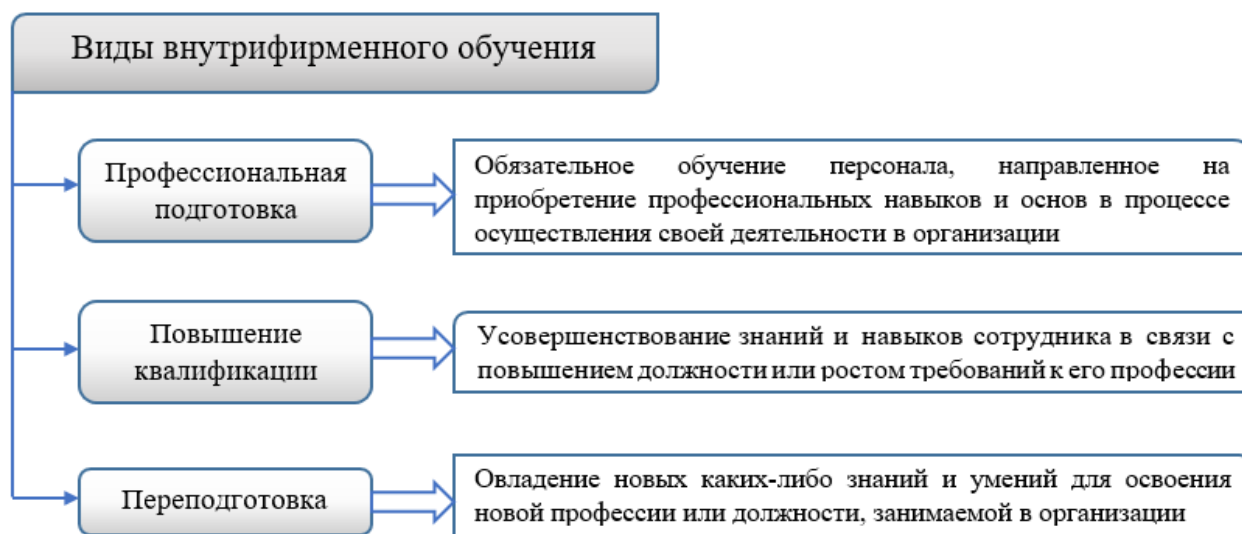 Виды внутрифирменного обучения
Профессиональная
подготовка
Обязательное обучение персонала, направленное на
приобретение профессиональных навыков и основ в процессе
осуществления своей деятельности в организации
Повышение
квалификации
Усовершенствование знаний и навыков сотрудника в связи с
повышением должности или ростом требований к его профессии
Переподготовка
Овладение новых каких-либо знаний и умений для освоения
новой профессии или должности, занимаемой в организации